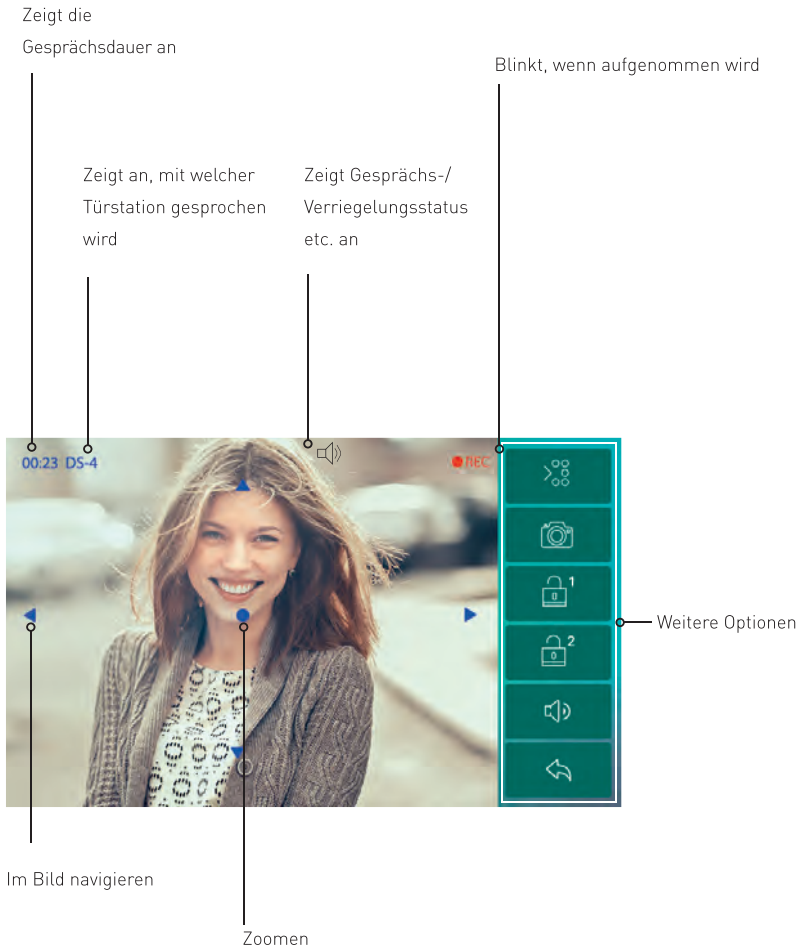 Zeigt die
Gesprächsdauer an
Blinkt, wenn aufgenommen wird
Zeigt an, mit welcher
Türstation gesprochen
wird
Zeigt Gesprächs-/
Verriegelungsstatus
etc. an
00:23 DS-4
REC
1
2
Weitere Optionen
Im Bild navigieren
Zoomen